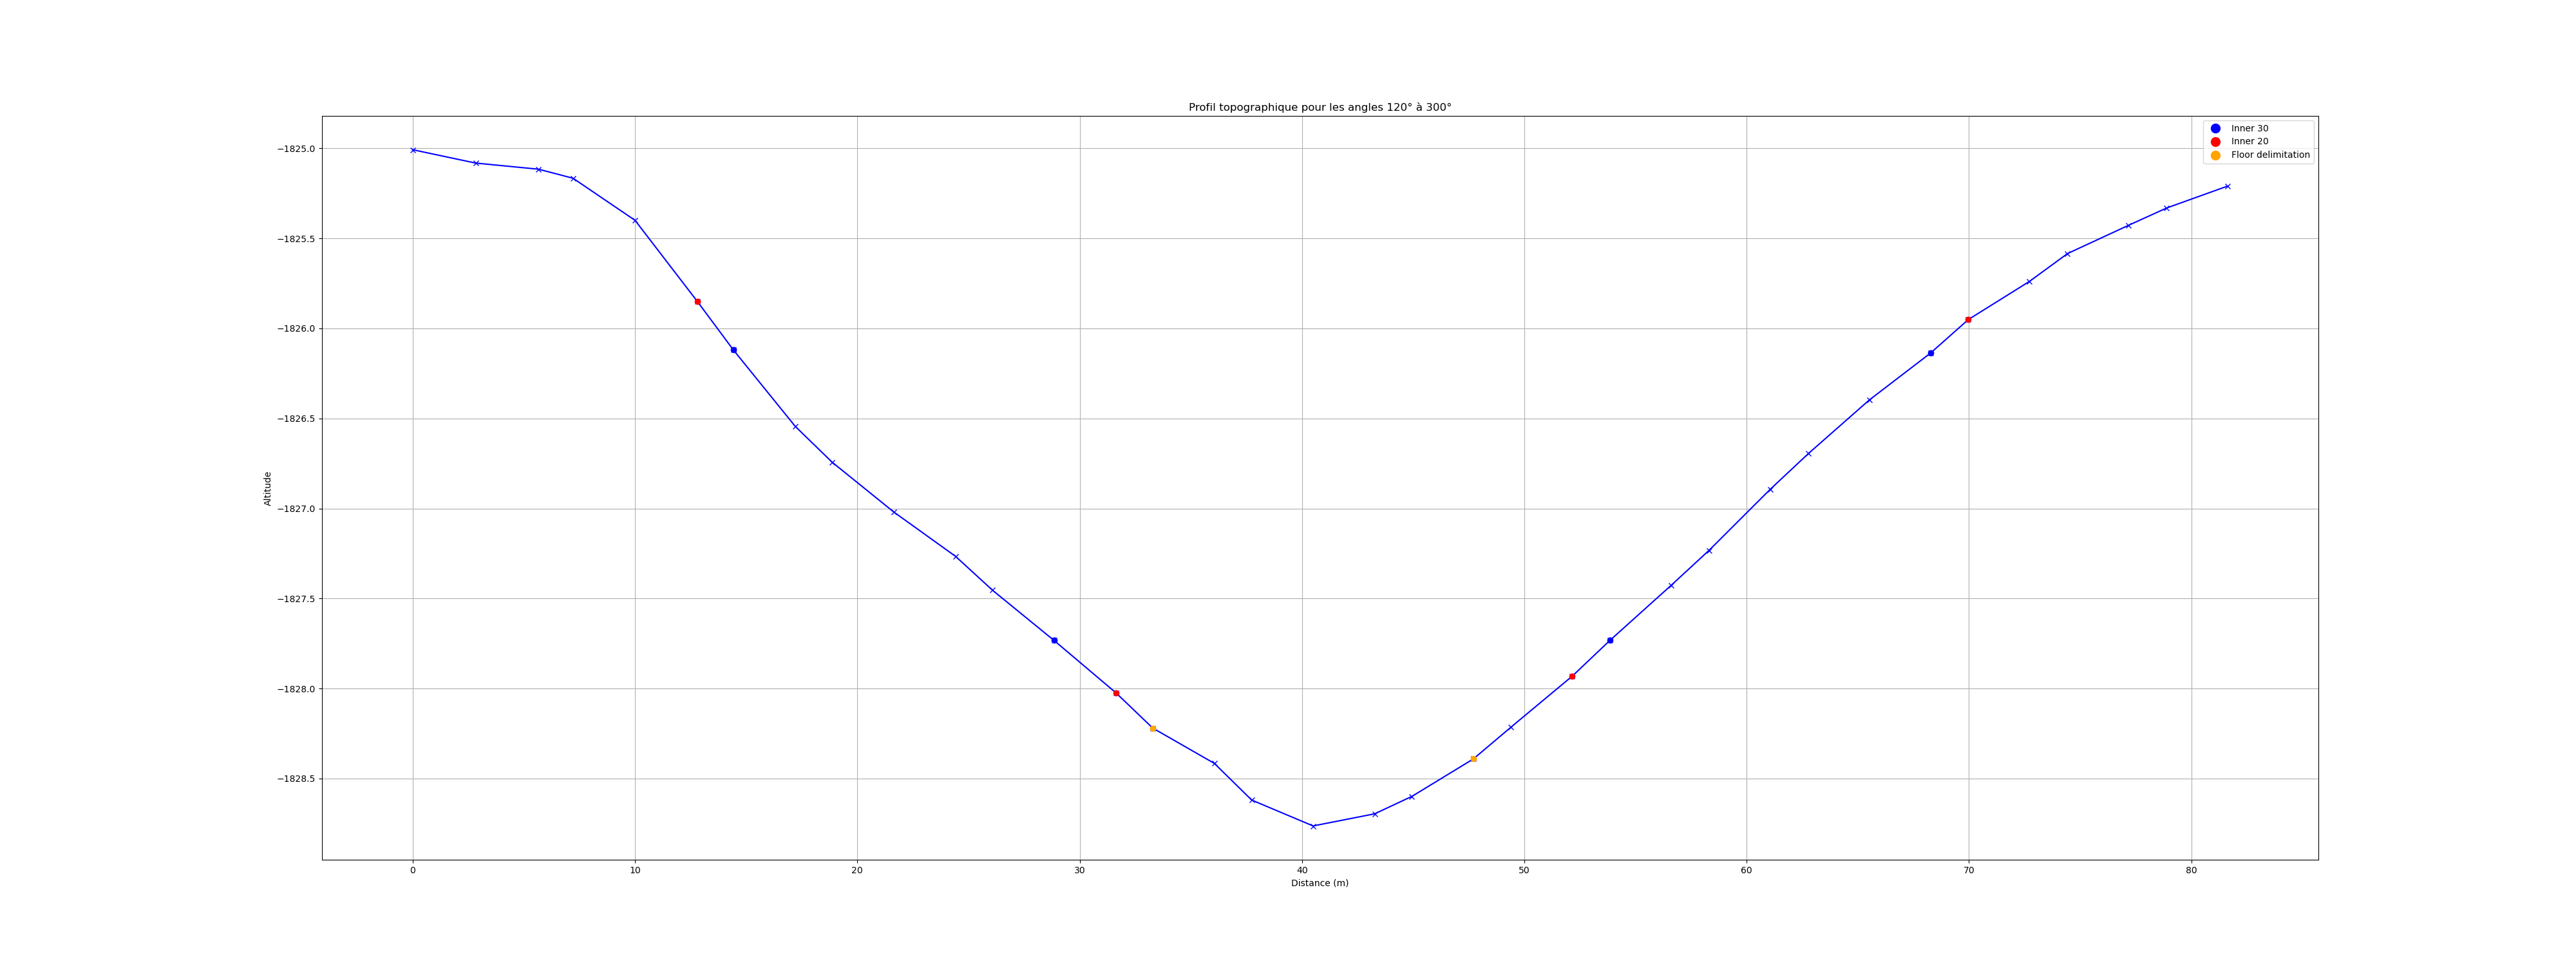 Profil topographique pour les angles 120° à 300°
Inner 30
Inner 20
Floor delimitation
−1825.0
−1825.5
−1826.0
−1826.5
−1827.0
−1827.5
−1828.0
−1828.5
Altitude
0 10 20 30 40 50 60 70 80
Distance (m)